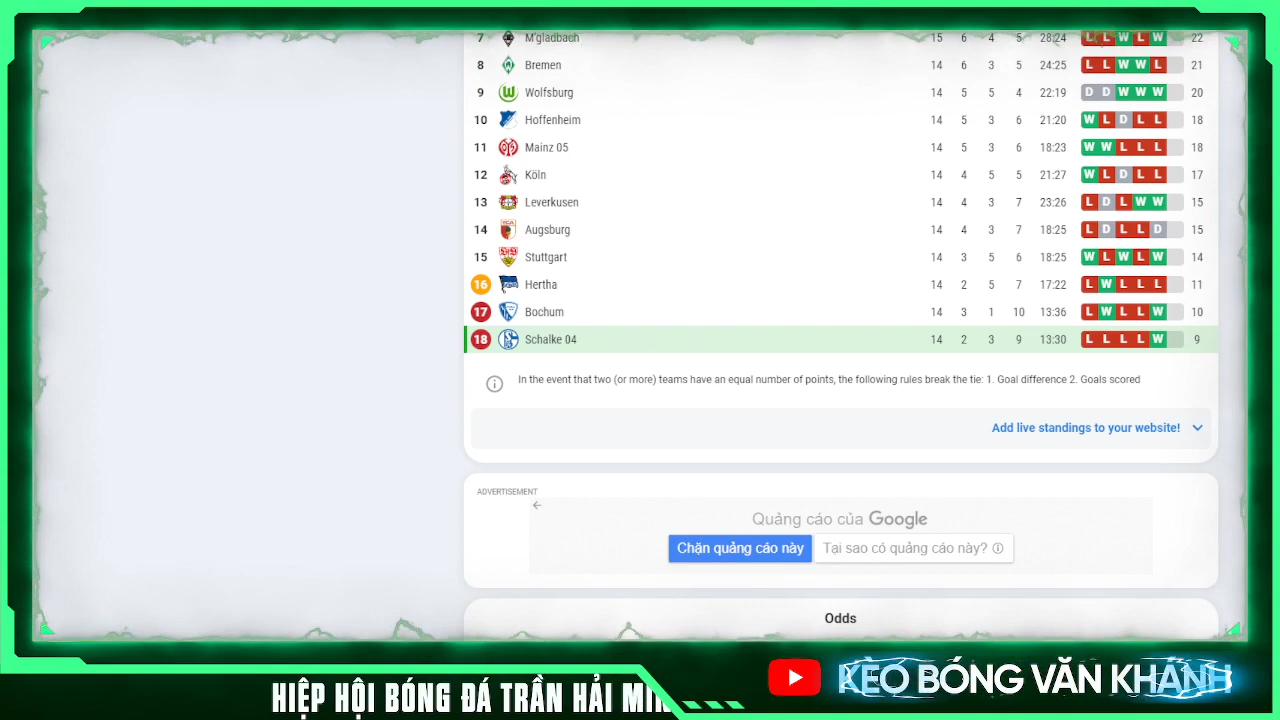 7 M'gladbach 15 6 4 5 28:24 L L W L W 22
8 Bremen 14 6 3 5 24:25 L L W W L 21
9 Wolfsburg 14 5 5 4 22:19 D D W W W 20
10 Hoffenheim 14 5 3 6 21:20 W L D L L 18
11 Mainz 05 14 5 3 6 18:23 W W L L L 18
12 Köln 14 4 5 5 21:27 W L D L L 17
13 Leverkusen 14 4 3 7 23:26 L D L W W 15
14 Augsburg 14 4 3 7 18:25 L D L L D 15
15 Stuttgart 14 3 5 6 18:25 W L W L W 14
16 Hertha 14 2 5 7 17:22 L W L L L 11
17 Bochum 14 3 1 10 13:36 L W L L W 10
18 Schalke 04 14 2 3 9 13:30 L L L L W 9
In the event that two (or more) teams have an equal number of points, the following rules break the tie: 1. Goal difference 2. Goals scored
Add live standings to your website!
ADVERTISEMENT
Quảng cáo của Google
Chặn quảng cáo này Tại sao có quảng cáo này?
Odds
KÈO BÓNG VĂN KHÁNH
HIỆP HỘI BÓNG ĐÁ TRẦN HẢI